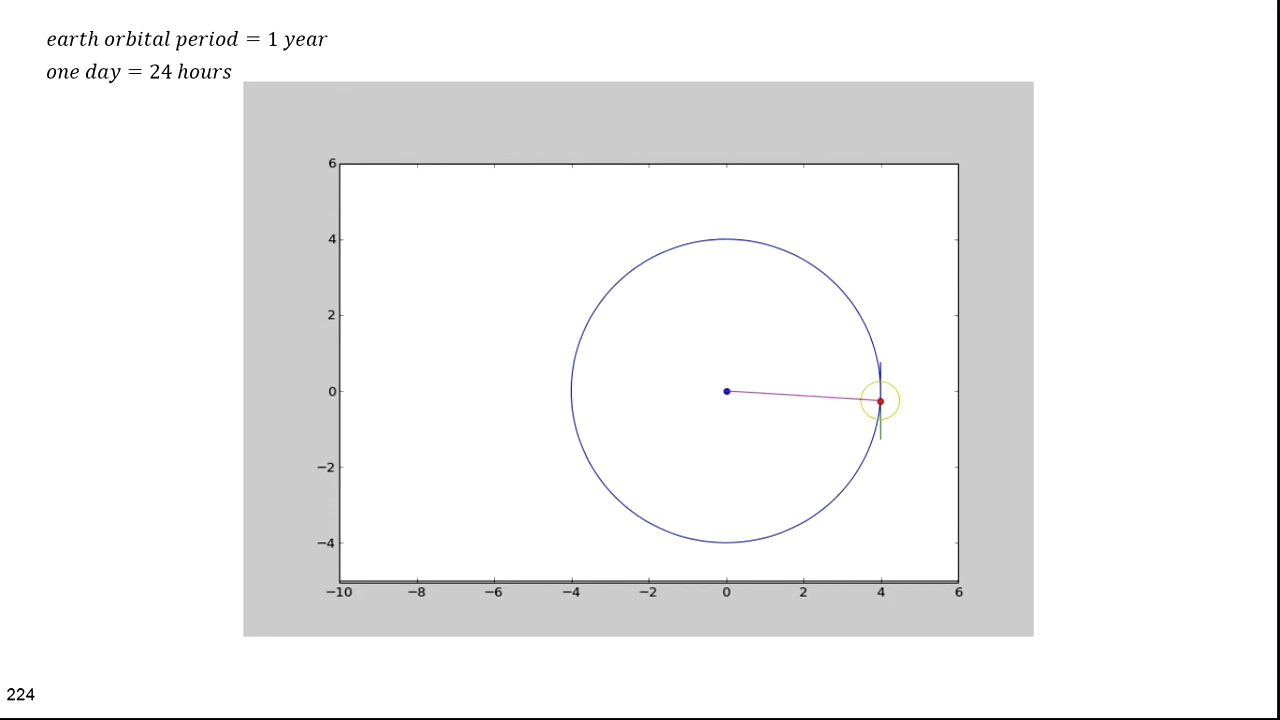 earth orbital period = 1 year
one day = 24 hours
6
4
2
0
−2
−4
−10 −8 −6 −4 −2 0 2 4 6
224